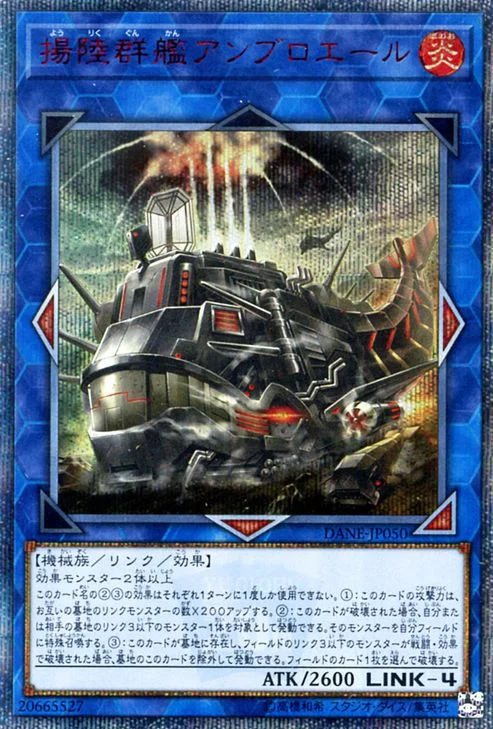 揚陸群艦アンブロエール
炎
DANE-JP050
【機械族/リンク/効果】
効果モンスター2体以上
このカード名の②③の効果はそれぞれ1ターンに1度しか使用できない。①:このカードの攻撃力は、
お互いの墓地のリンクモンスターの数×200アップする。②:このカードが破壊された場合、自分また
は相手の墓地のリンク3以下のモンスター1体を対象として発動できる。そのモンスターを自分フィールド
に特殊召喚する。③:このカードが墓地に存在し、フィールドのリンク3以下のモンスターが戦闘・効果
で破壊された場合、墓地のこのカードを除外して発動できる。フィールドのカード1枚を選んで破壊する。
ATK/2600 LINK-4
20665527 ©高橋和希 スタジオ・ダイス/集英社